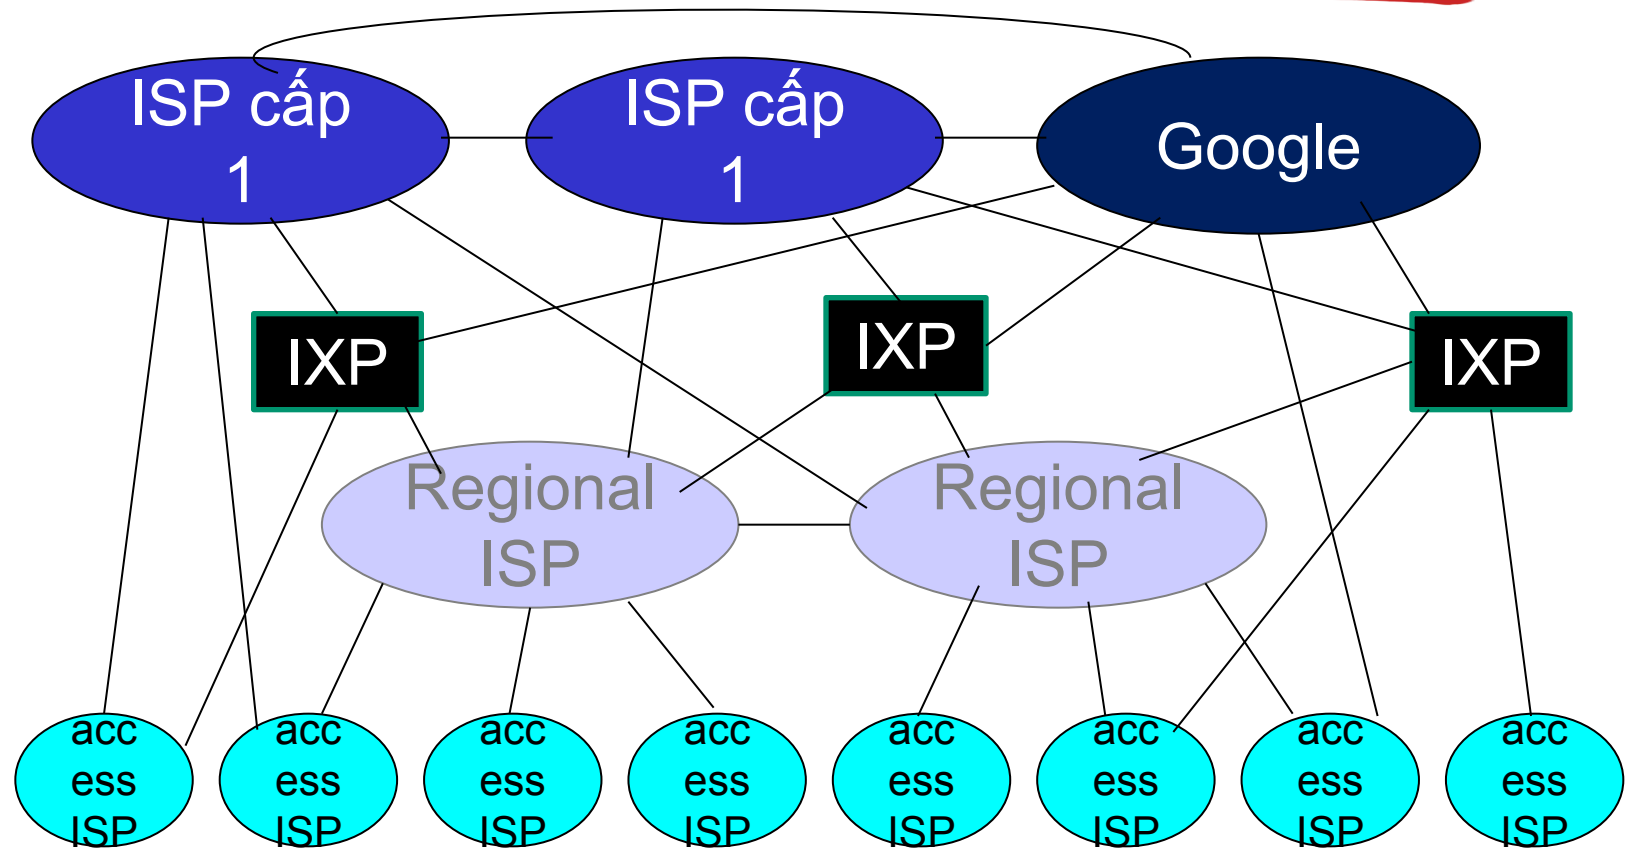 ISP cấp
1
ISP cấp
1
Google
IXP
IXP
IXP
Regional
ISP
Regional
ISP
acc
ess
ISP
acc
ess
ISP
acc
ess
ISP
acc
ess
ISP
acc
ess
ISP
acc
ess
ISP
acc
ess
ISP
acc
ess
ISP